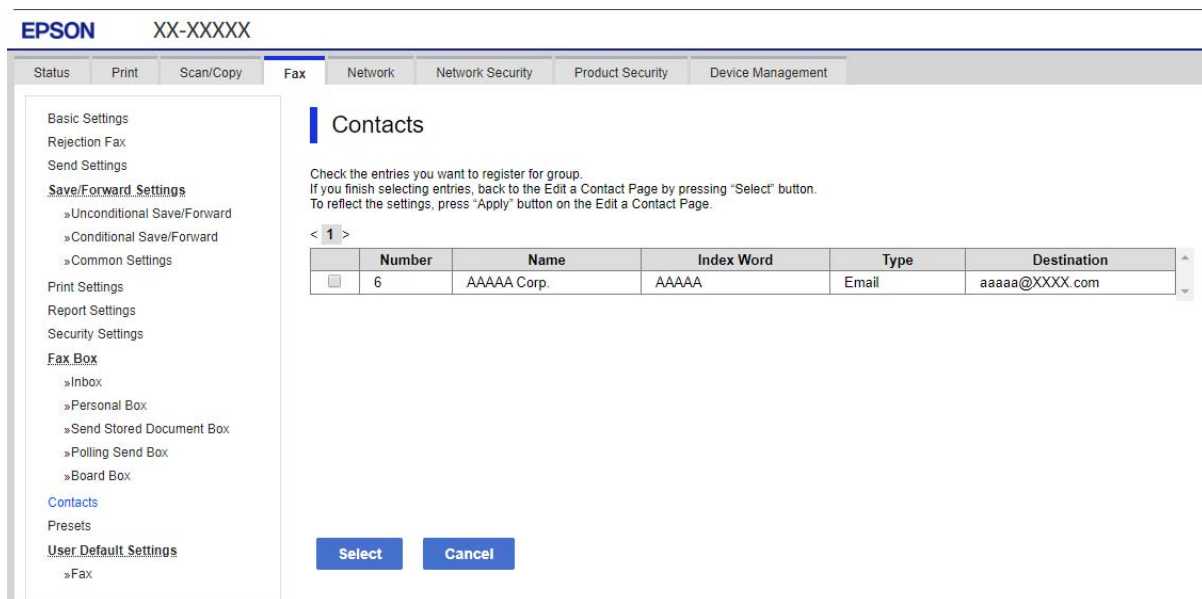 EPSON XX-XXXXX
Status Print Scan/Copy Fax Network Network Security Product Security Device Management
Basic Settings
Rejection Fax
Send Settings
Save/Forward Settings
»Unconditional Save/Forward
»Conditional Save/Forward
»Common Settings
Print Settings
Report Settings
Security Settings
Fax Box
»Inbox
»Personal Box
»Send Stored Document Box
»Polling Send Box
»Board Box
Contacts
Presets
User Default Settings
»Fax
Contacts
Check the entries you want to register for group.
If you finish selecting entries, back to the Edit a Contact Page by pressing “Select” button.
To reflect the settings, press “Apply” button on the Edit a Contact Page.
< 1 >
Number Name Index Word Type Destination
6 AAAAA Corp. AAAAA Email aaaaa@XXXX.com
Select Cancel